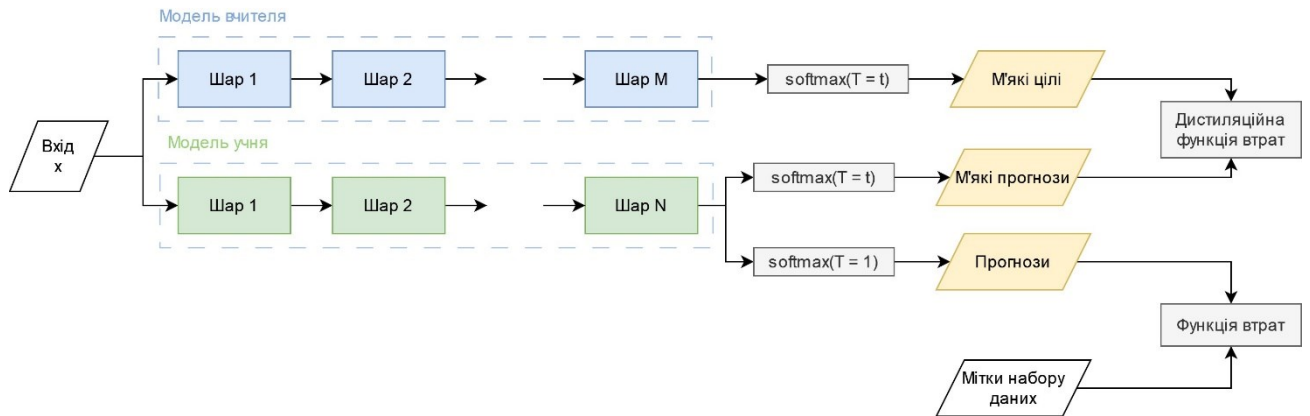 Модель вчителя
Шар 1
Шар 2
Шар M
softmax(T = t)
М'які цілі
Дистиляційна
функція втрат
Вхід
x
Модель учня
Шар 1
Шар 2
Шар N
softmax(T = t)
М'які прогнози
softmax(T = 1)
Прогнози
Функція втрат
Мітки набору
даних